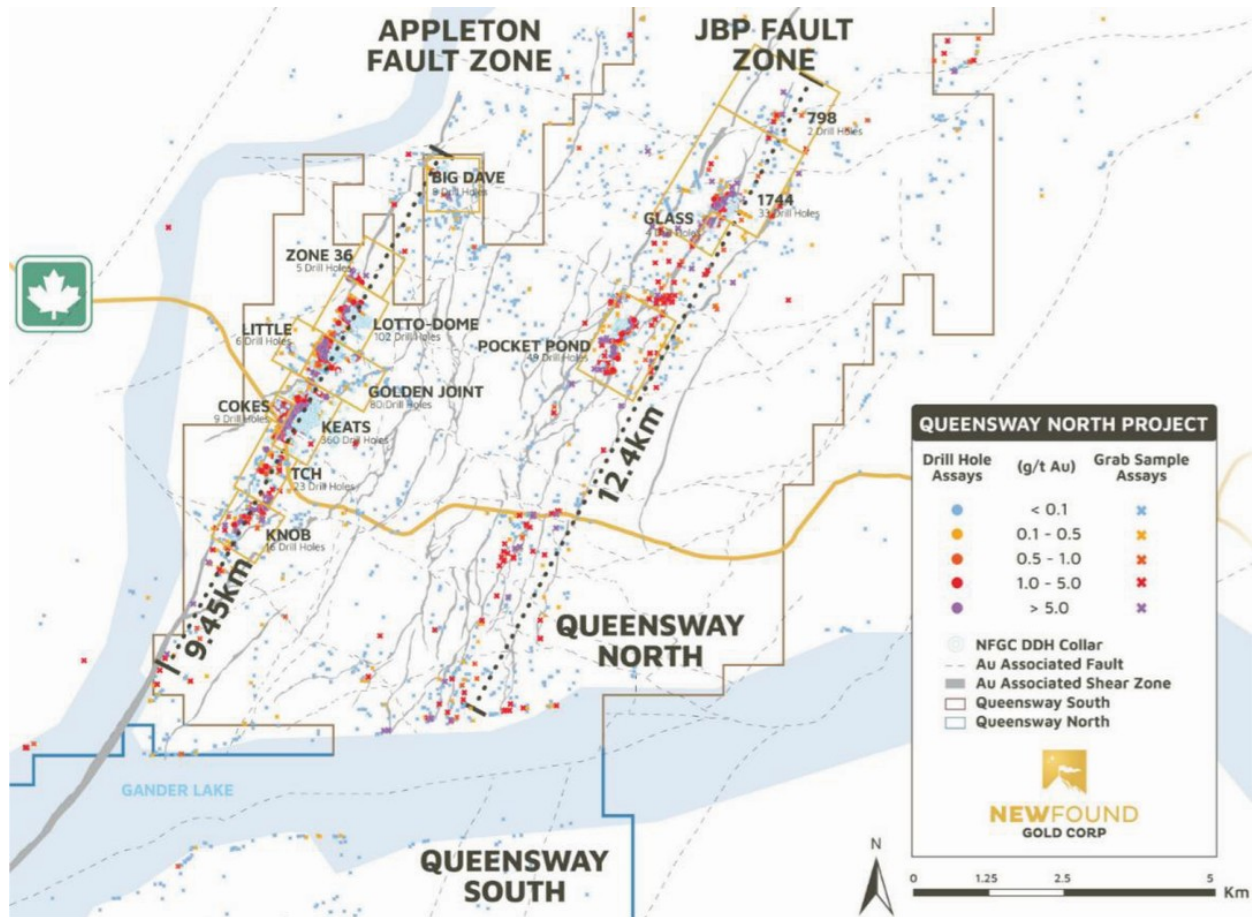 APPLETON
FAULT ZONE
JBP FAULT
ZONE
798
2 Drill Holes
BIG DAVE
Drill Holes
1744
33 Drill Holes
GLASS
ZONE 36
5 Drill Holes
LITTLE
6 Drill Holes
LOTTO-DOME
102 Drill Holes
POCKET POND
49 Drill Holes
GOLDEN JOINT
80 Drill Holes
COKES
9 Drill Holes
KEATS
360 Drill Holes
TCH
23 Drill Holes
KNOB
16 Drill Holes
9.45km
12.4km
QUEENSWAY
NORTH
GANDER LAKE
QUEENSWAY
SOUTH
QUEENSWAY NORTH PROJECT
Drill Hole Assays (g/t Au) Grab Sample Assays
< 0.1
0.1 - 0.5
0.5 - 1.0
1.0 - 5.0
> 5.0
NFGC DDH Collar
Au Associated Fault
Au Associated Shear Zone
Queensway South
Queensway North
NEWFOUND
GOLD CORP
N
0 1.25 2.5 5
Km